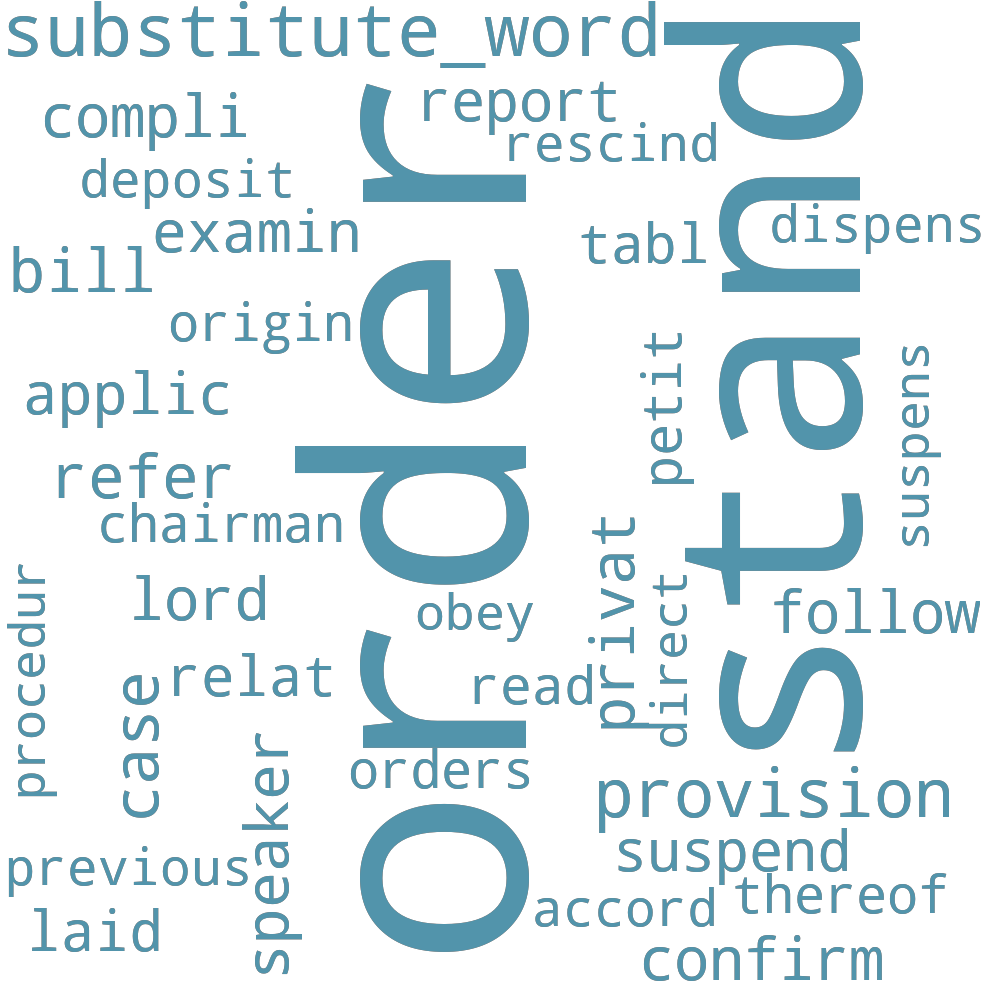 substitute_word
compli
report
rescind
deposit
examin
dispens
tabl
bill
origin
order
stand
applic
petit
suspens
refer
chairman
lord
obey
privat
direct
follow
procedur
case
relat
read
orders
speaker
provision
suspend
previous
thereof
accord
laid
confirm